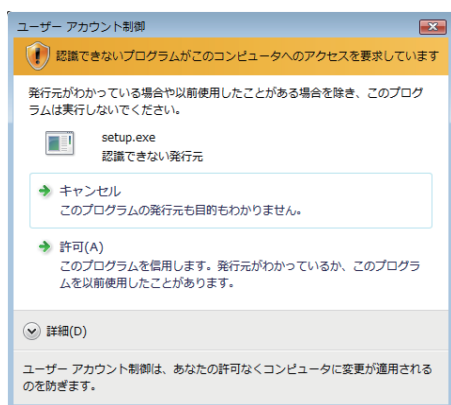 ユーザー アカウント制御
認識できないプログラムがこのコンピュータへのアクセスを要求しています
発行元がわかっている場合や以前使用したことがある場合を除き、このプログ
ラムは実行しないでください。
setup.exe
認識できない発行元
キャンセル
このプログラムの発行元も目的もわかりません。
許可(A)
このプログラムを信用します。発行元がわかっているか、このプログラ
ムを以前使用したことがあります。
詳細(D)
ユーザー アカウント制御は、あなたの許可なくコンピュータに変更が適用される
のを防ぎます。